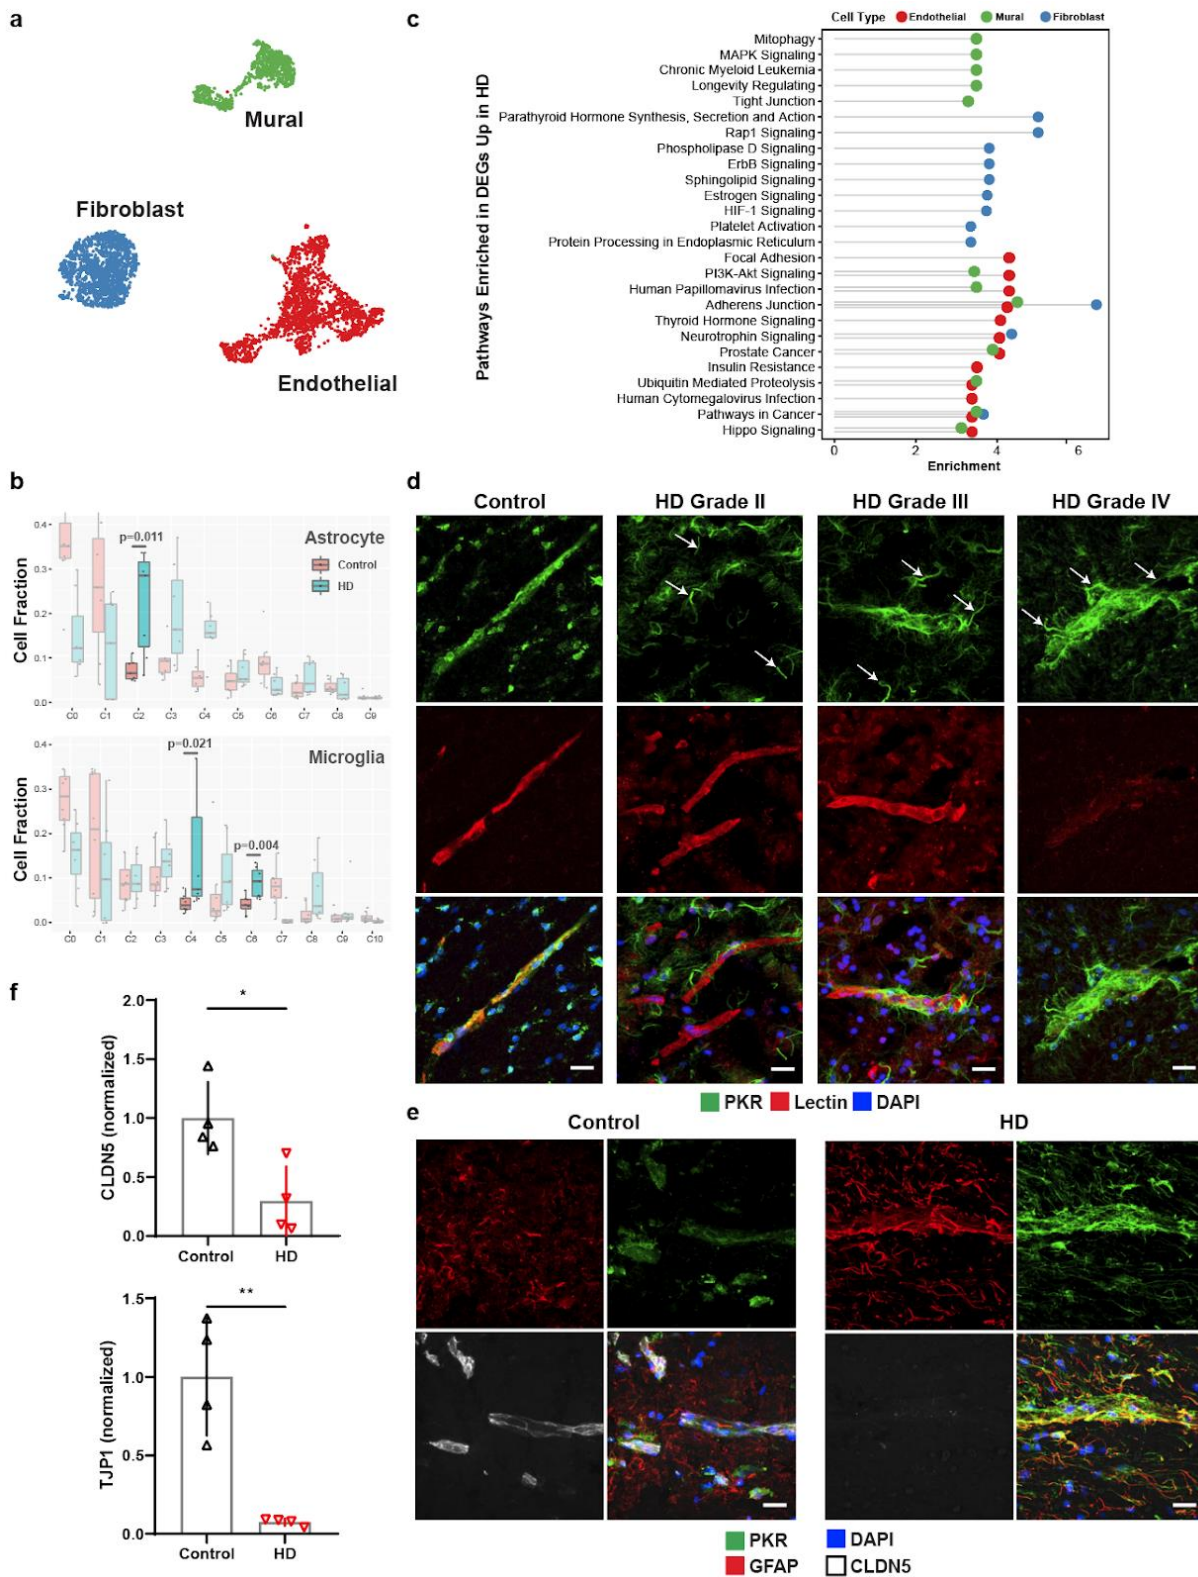 a
Mural
Fibroblast
Endothelial
c
Cell Type Endothelial Mural Fibroblast
Pathways Enriched in DEGs Up in HD
Mitophagy
MAPK Signaling
Chronic Myeloid Leukemia
Longevity Regulating
Tight Junction
Parathyroid Hormone Synthesis, Secretion and Action
Rap1 Signaling
Phospholipase D Signaling
ErbB Signaling
Sphingolipid Signaling
Estrogen Signaling
HIF-1 Signaling
Platelet Activation
Protein Processing in Endoplasmic Reticulum
Focal Adhesion
PI3K-Akt Signaling
Human Papillomavirus Infection
Adherens Junction
Thyroid Hormone Signaling
Neurotrophin Signaling
Prostate Cancer
Insulin Resistance
Ubiquitin Mediated Proteolysis
Human Cytomegalovirus Infection
Pathways in Cancer
Hippo Signaling
0 2 4 6
Enrichment
b
Cell Fraction
0.4
0.3
0.2
0.1
0.0
p=0.011
Astrocyte
Control
HD
C0 C1 C2 C3 C4 C5 C6 C7 C8 C9
Cell Fraction
0.4
0.3
0.2
0.1
0.0
p=0.021
Microglia
p=0.004
C0 C1 C2 C3 C4 C5 C6 C7 C8 C9 C10
d
Control HD Grade II HD Grade III HD Grade IV
PKR Lectin DAPI
e
Control HD
PKR DAPI
GFAP CLDN5
f
CLDN5 (normalized)
2.0
1.5
1.0
0.5
0.0
*
Control HD
TJP1 (normalized)
1.5
1.0
0.5
0.0
**
Control HD